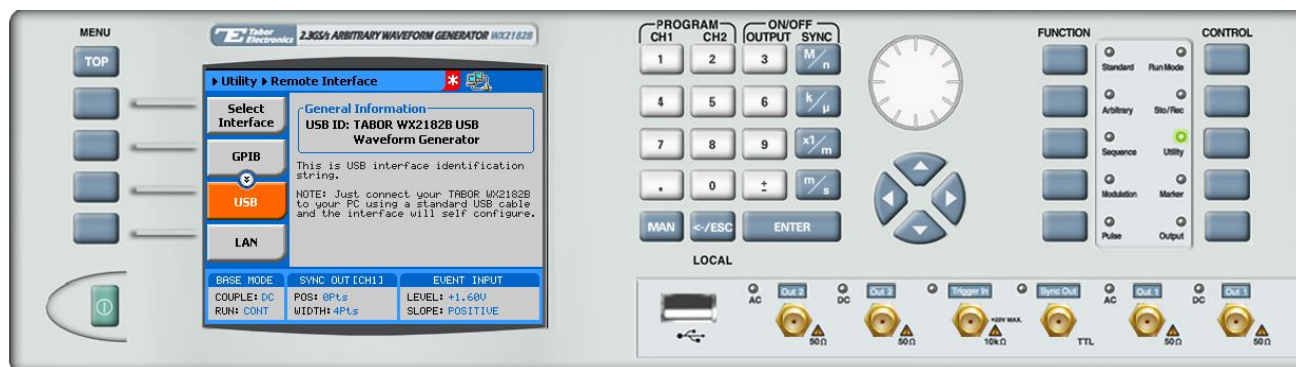 MENU
TOP
Tabor Electronics 2.3GS/s ARBITRARY WAVEFORM GENERATOR WX2182B
Utility Remote Interface *
Select Interface
GPIB
USB
LAN
General Information
USB ID: TABOR WX2182B USB
Waveform Generator
This is USB interface identification
string.
NOTE: Just connect your TABOR WX2182B
to your PC using a standard USB cable
and the interface will self configure.
BASE MODE
COUPLE: DC
RUN: CONT
SYNC OUT [CH1]
POS: 0Pts
WIDTH: 4Pts
EVENT INPUT
LEVEL: +1.60V
SLOPE: POSITIVE
PROGRAM
CH1 CH2
ON/OFF
OUTPUT SYNC
1 2 3 M/n
4 5 6 k/µ
7 8 9 x1/m
. 0 ± m/s
MAN <-/ESC ENTER
LOCAL
FUNCTION CONTROL
Standard Run Mode
Arbitrary Sto/Rec
Sequence Utility
Modulation Marker
Pulse Output
AC Out 2 50Ω
DC Out 2 50Ω
Trigger In +20V MAX. 10kΩ
Sync Out TTL
AC Out 1 50Ω
DC Out 1 50Ω